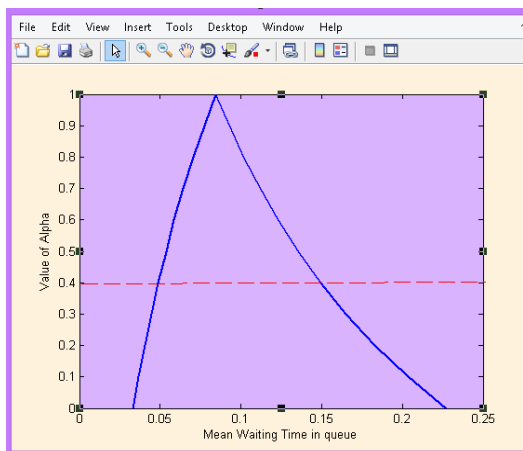 File Edit View Insert Tools Desktop Window Help
1
0.9
0.8
0.7
0.6
0.5
0.4
0.3
0.2
0.1
0
Value of Alpha
0 0.05 0.1 0.15 0.2 0.25
Mean Waiting Time in queue